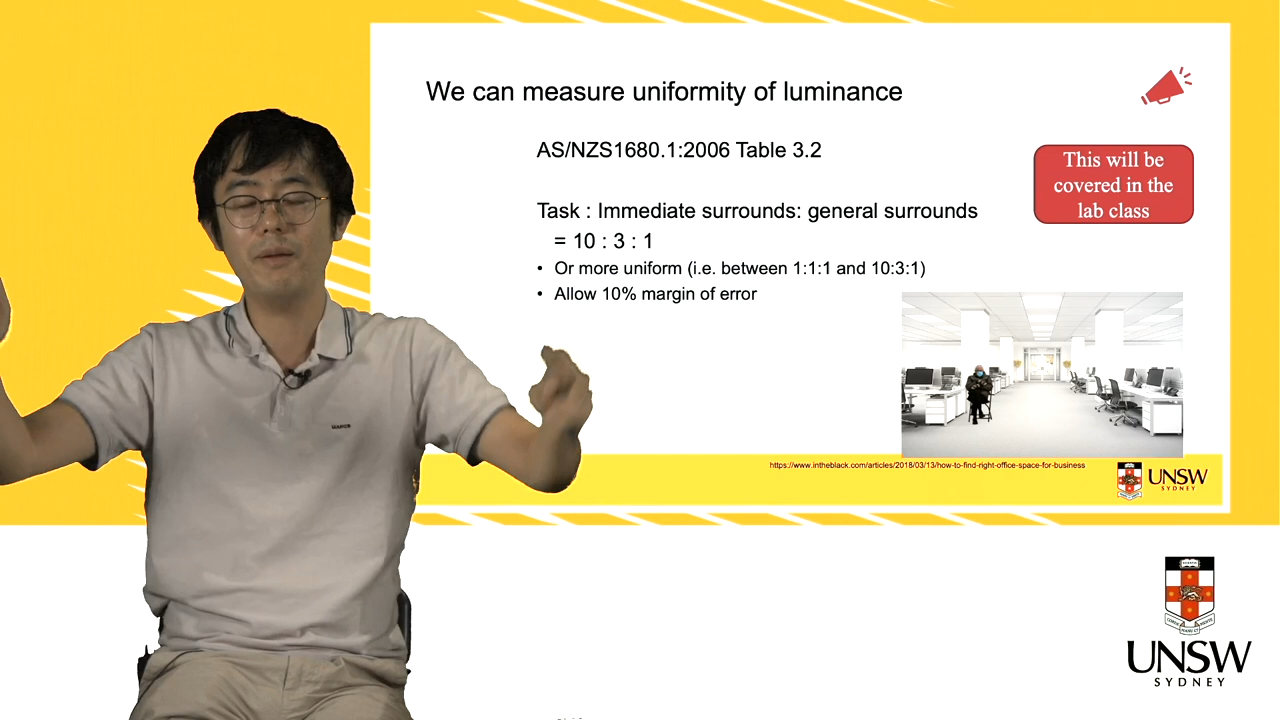 We can measure uniformity of luminance
AS/NZS1680.1:2006 Table 3.2
This will be
covered in the
lab class
Task : Immediate surrounds: general surrounds
= 10 : 3 : 1
• Or more uniform (i.e. between 1:1:1 and 10:3:1)
• Allow 10% margin of error
https://www.intheblack.com/articles/2018/03/13/how-to-find-right-office-space-for-business
UNSW
SYDNEY
UNSW
SYDNEY